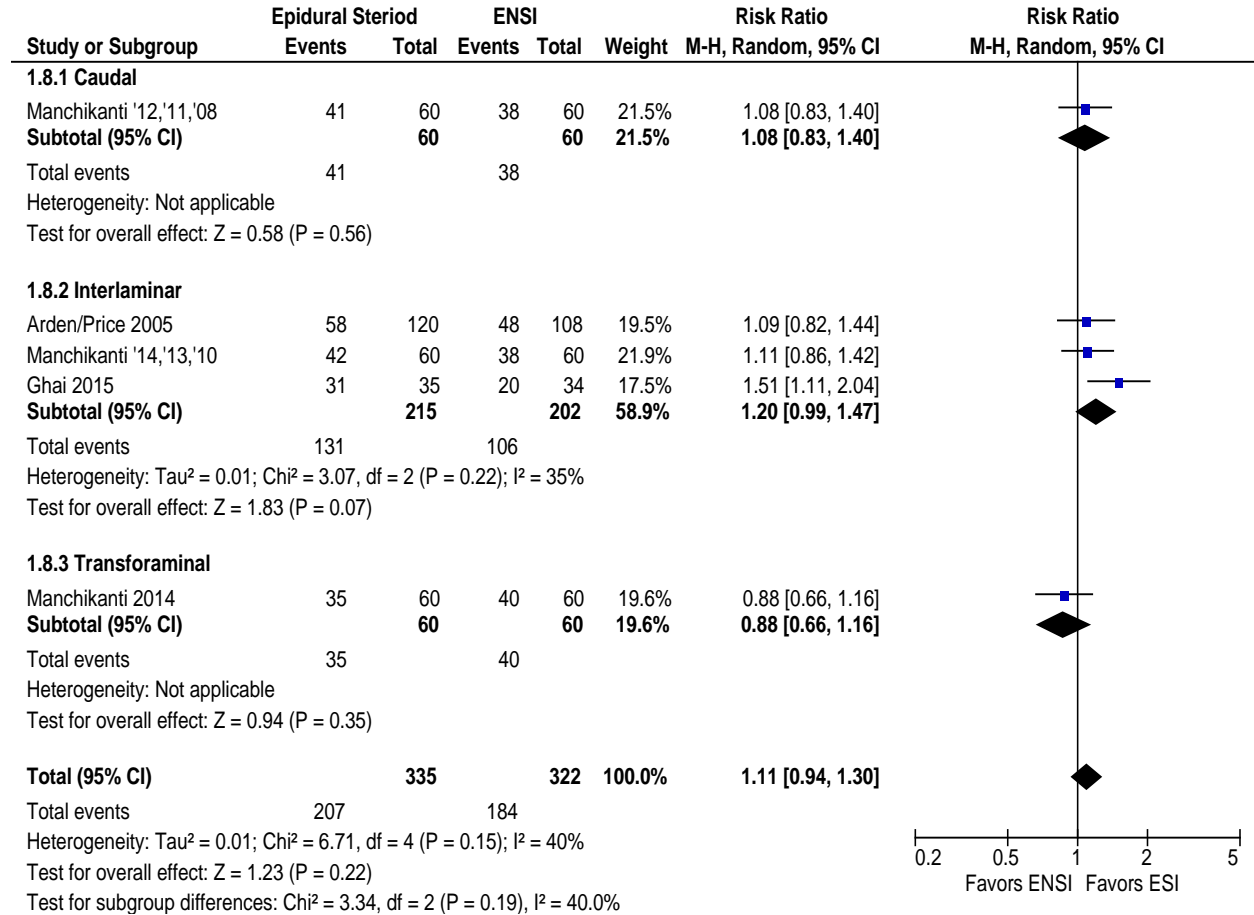 Epidural Steriod ENSI Risk Ratio Risk Ratio
Study or Subgroup Events Total Events Total Weight M-H, Random, 95% CI M-H, Random, 95% CI
1.8.1 Caudal
Manchikanti '12,'11,'08 41 60 38 60 21.5% 1.08 [0.83, 1.40]
Subtotal (95% CI) 60 60 21.5% 1.08 [0.83, 1.40]
Total events 41 38
Heterogeneity: Not applicable
Test for overall effect: Z = 0.58 (P = 0.56)
1.8.2 Interlaminar
Arden/Price 2005 58 120 48 108 19.5% 1.09 [0.82, 1.44]
Manchikanti '14,'13,'10 42 60 38 60 21.9% 1.11 [0.86, 1.42]
Ghai 2015 31 35 20 34 17.5% 1.51 [1.11, 2.04]
Subtotal (95% CI) 215 202 58.9% 1.20 [0.99, 1.47]
Total events 131 106
Heterogeneity: Tau² = 0.01; Chi² = 3.07, df = 2 (P = 0.22); I² = 35%
Test for overall effect: Z = 1.83 (P = 0.07)
1.8.3 Transforaminal
Manchikanti 2014 35 60 40 60 19.6% 0.88 [0.66, 1.16]
Subtotal (95% CI) 60 60 19.6% 0.88 [0.66, 1.16]
Total events 35 40
Heterogeneity: Not applicable
Test for overall effect: Z = 0.94 (P = 0.35)
Total (95% CI) 335 322 100.0% 1.11 [0.94, 1.30]
Total events 207 184
Heterogeneity: Tau² = 0.01; Chi² = 6.71, df = 4 (P = 0.15); I² = 40%
Test for overall effect: Z = 1.23 (P = 0.22)
Test for subgroup differences: Chi² = 3.34, df = 2 (P = 0.19), I² = 40.0%
0.2 0.5 1 2 5
Favors ENSI Favors ESI